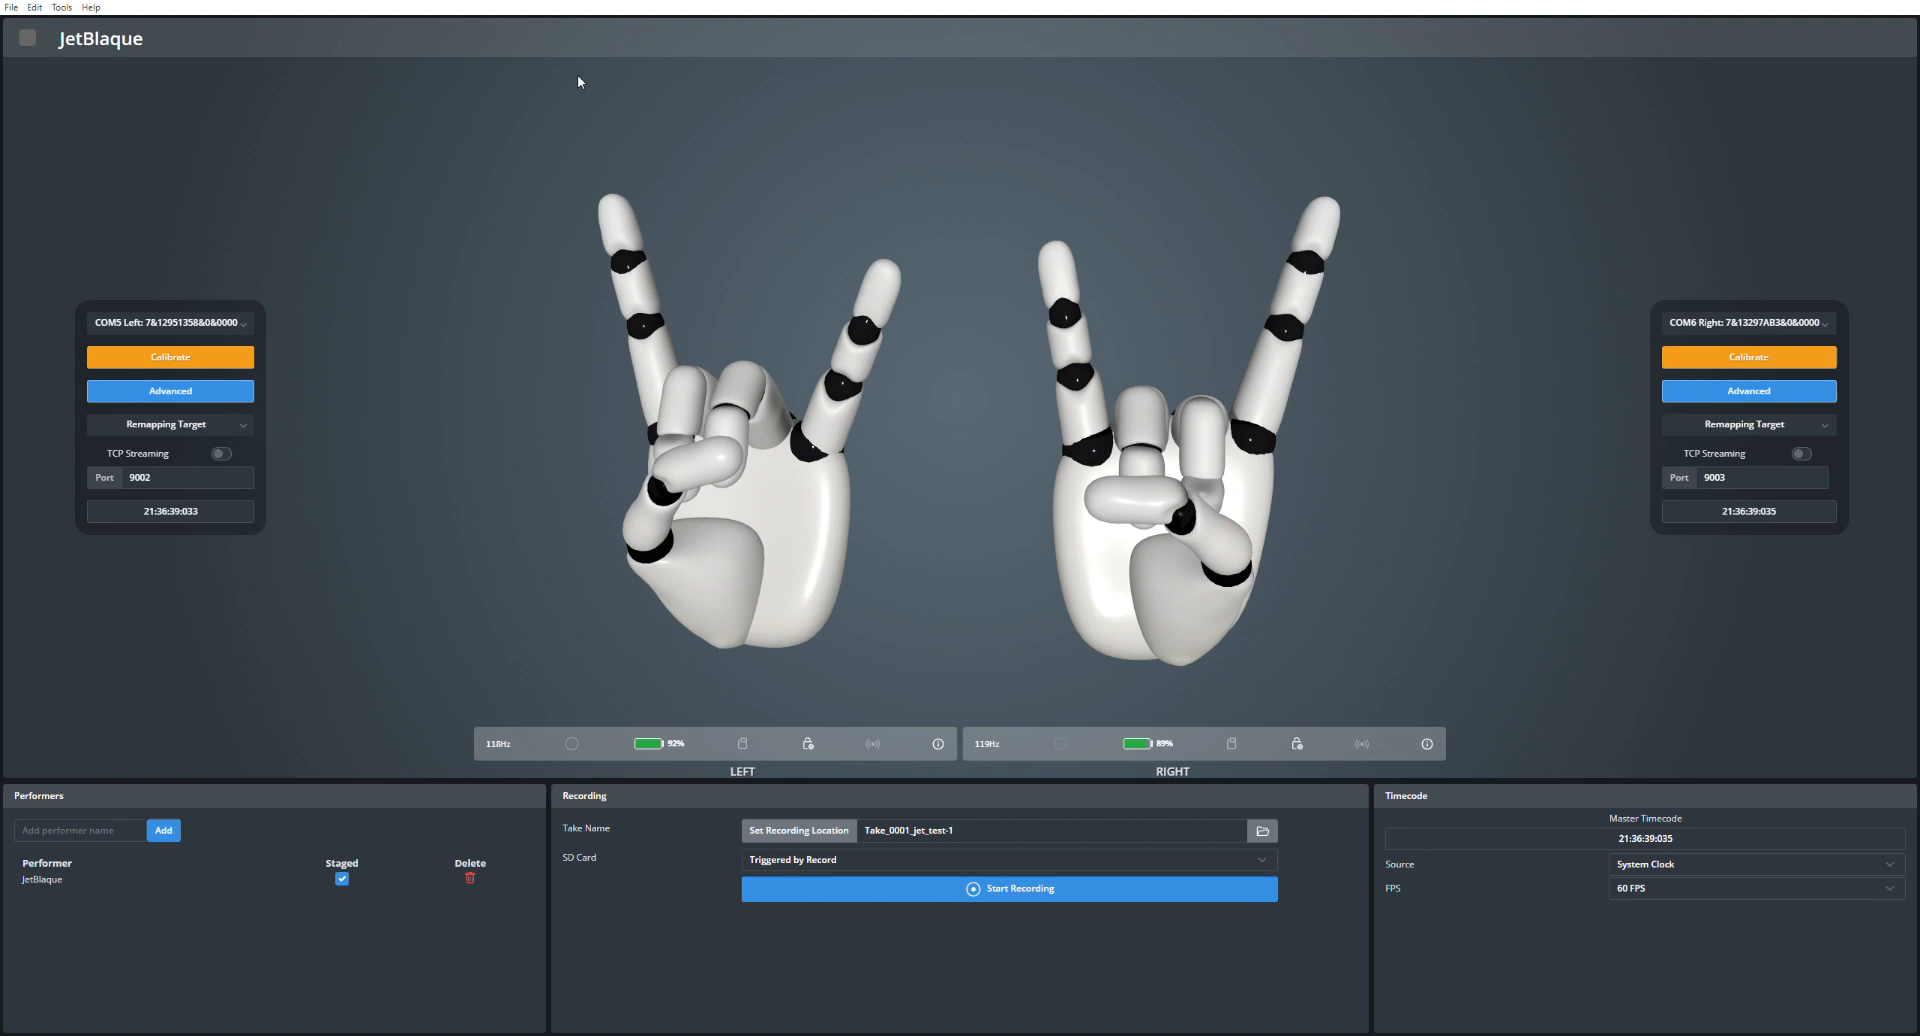 File Edit Tools Help
JetBlaque
COM5 Left: 7&12951358&0&0000
Calibrate
Advanced
Remapping Target
TCP Streaming
Port 9002
21:36:39:033
COM6 Right: 7&13297AB3&0&0000
Calibrate
Advanced
Remapping Target
TCP Streaming
Port 9003
21:36:39:035
118Hz 92%
LEFT
119Hz 89%
RIGHT
Performers
Add performer name Add
Performer Staged Delete
JetBlaque
Recording
Take Name Set Recording Location Take_0001_jet_test-1
SD Card Triggered by Record
Start Recording
Timecode
Master Timecode
21:36:39:035
Source System Clock
FPS 60 FPS